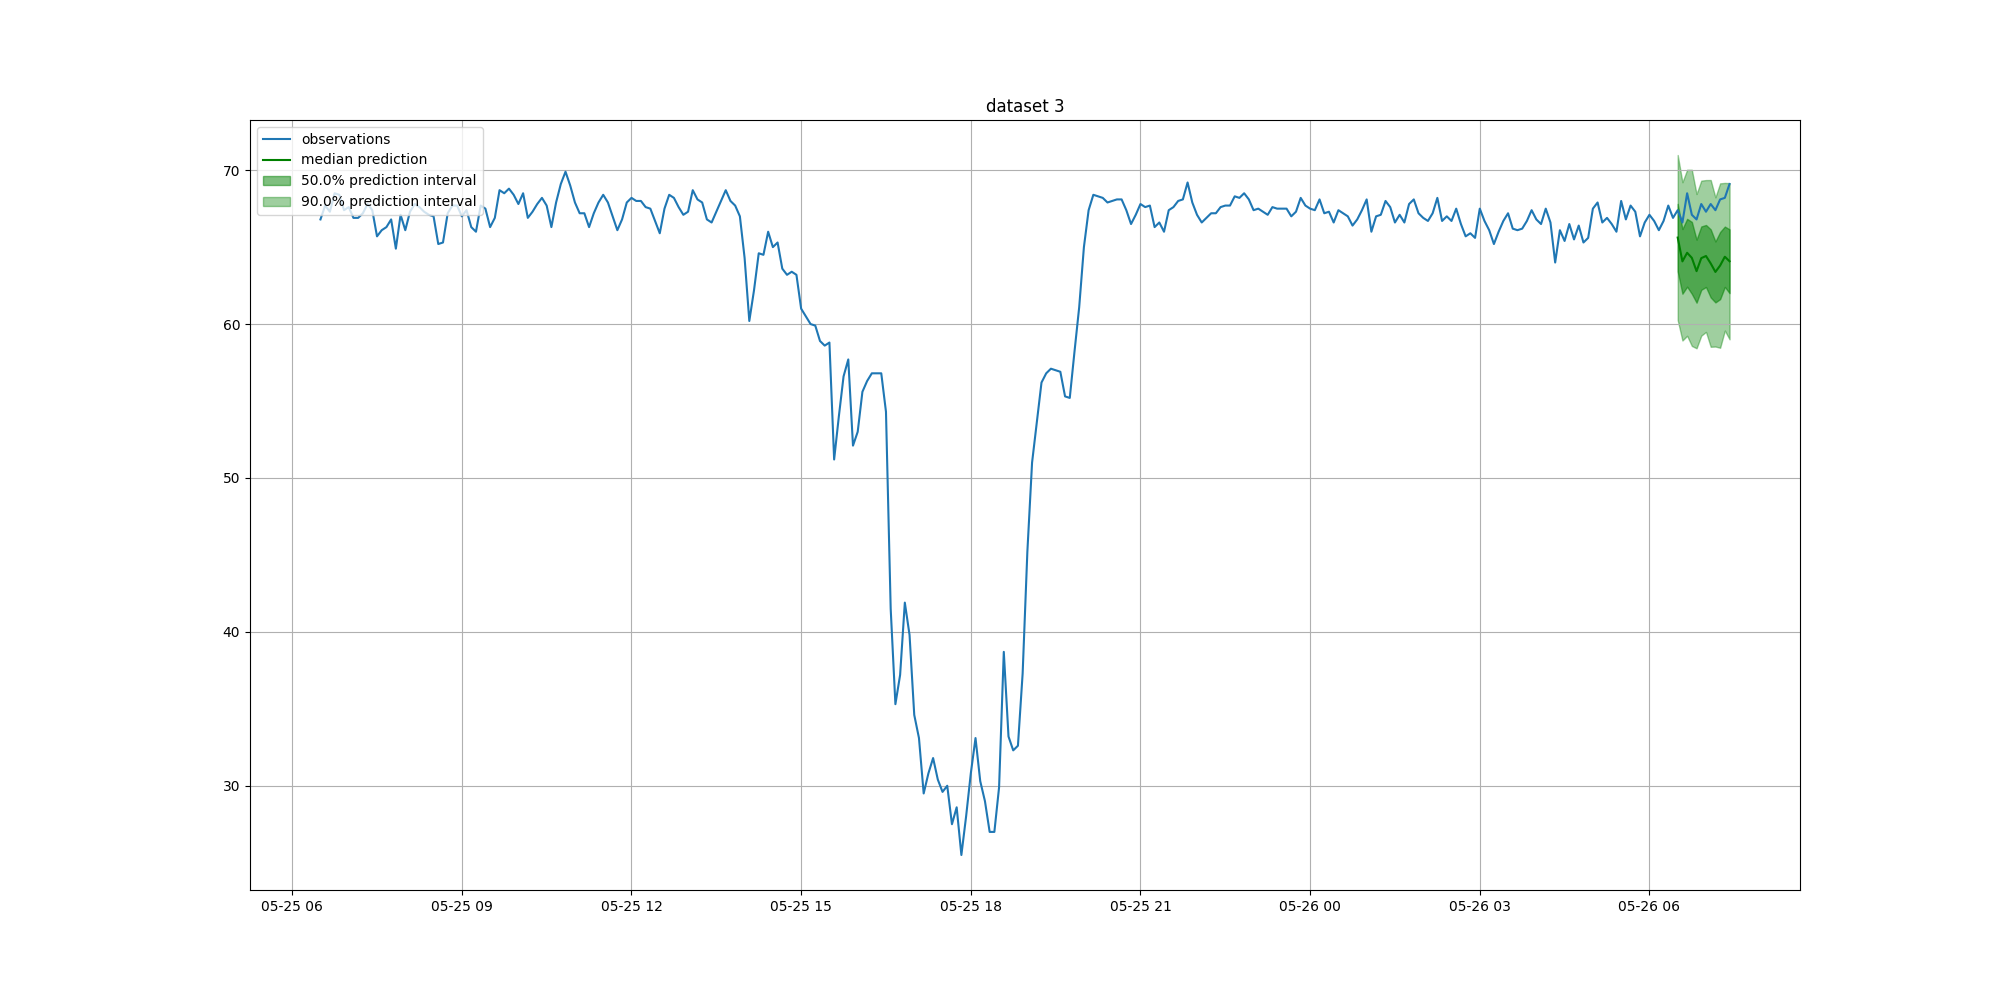 dataset 3
observations
median prediction
50.0% prediction interval
90.0% prediction interval
70
60
50
40
30
05-25 06
05-25 09
05-25 12
05-25 15
05-25 18
05-25 21
05-26 00
05-26 03
05-26 06